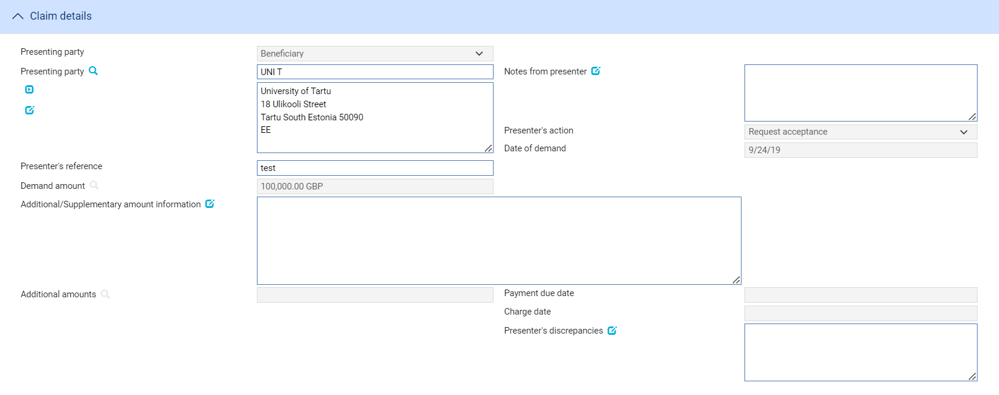 Claim details
Presenting party
Beneficiary
Presenting party
UNI T
University of Tartu
18 Ulikooli Street
Tartu South Estonia 50090
EE
Notes from presenter
Presenter's action
Request acceptance
Date of demand
9/24/19
Presenter's reference
test
Demand amount
100,000.00 GBP
Additional/Supplementary amount information
Additional amounts
Payment due date
Charge date
Presenter's discrepancies